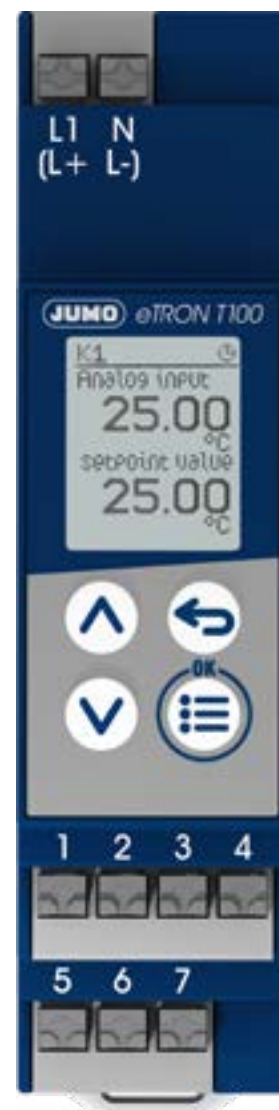 L1 N
(L+ L-)
JUMO eTRON T100
K1
Analog input
25.00
°C
setpoint value
25.00
°C
OK
1 2 3 4
5 6 7